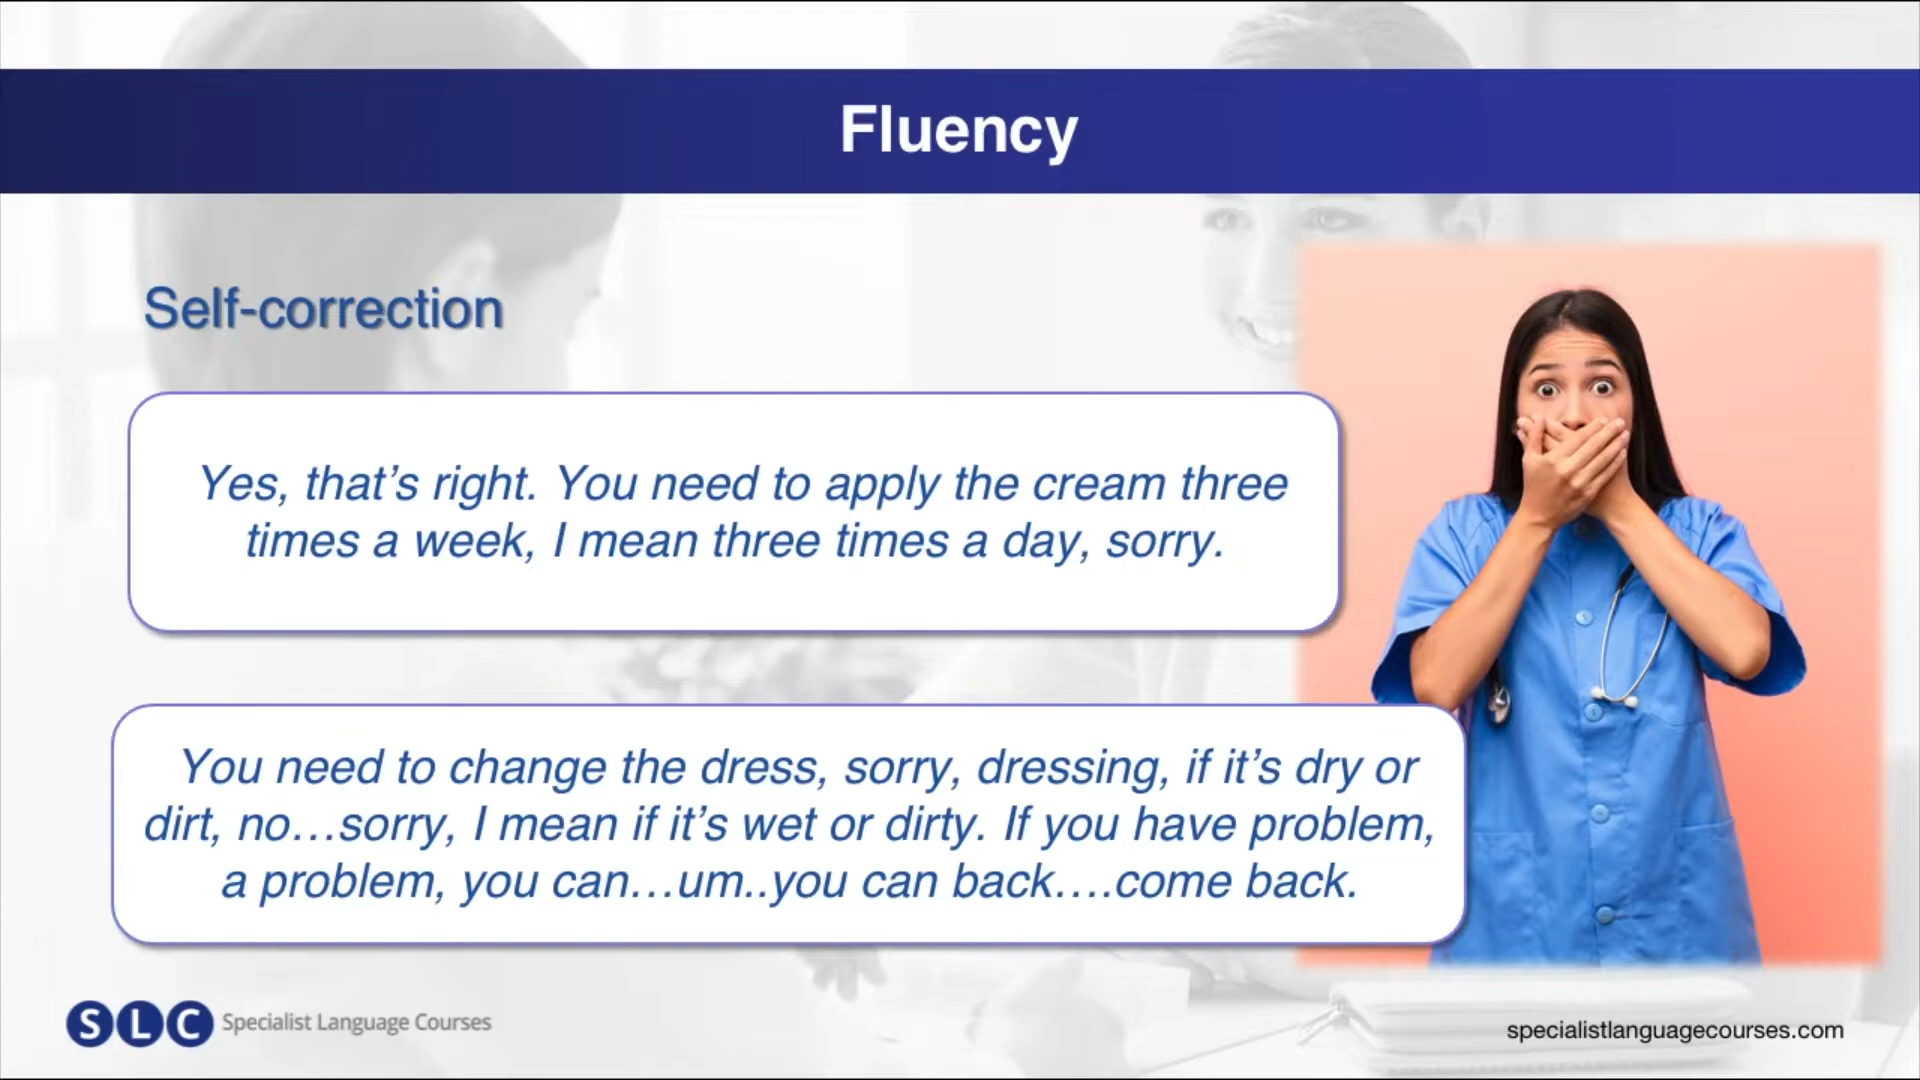 Fluency
Self-correction
Yes, that’s right. You need to apply the cream three
times a week, I mean three times a day, sorry.
You need to change the dress, sorry, dressing, if it’s dry or
dirt, no…sorry, I mean if it’s wet or dirty. If you have problem,
a problem, you can…um..you can back….come back.
SLC Specialist Language Courses
specialistlanguagecourses.com